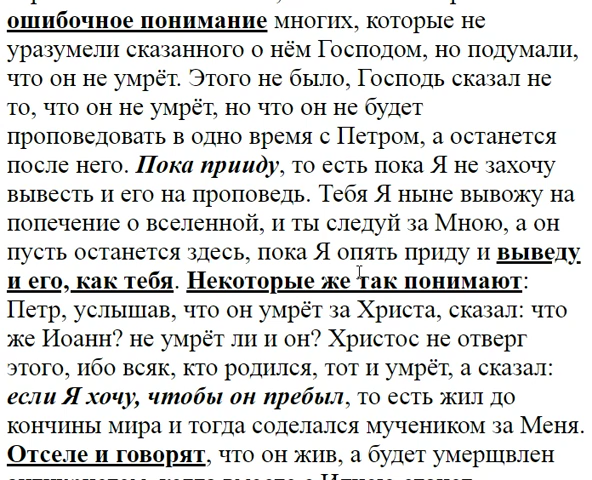 ошибочное понимание многих, которые не
уразумели сказанного о нём Господом, но подумали,
что он не умрёт. Этого не было, Господь сказал не
то, что он не умрёт, но что он не будет
проповедовать в одно время с Петром, а останется
после него. Пока прииду, то есть пока Я не захочу
вывесть и его на проповедь. Тебя Я ныне вывожу на
попечение о вселенной, и ты следуй за Мною, а он
пусть останется здесь, пока Я опять приду и выведу
и его, как тебя. Некоторые же так понимают:
Петр, услышав, что он умрёт за Христа, сказал: что
же Иоанн? не умрёт ли и он? Христос не отверг
этого, ибо всяк, кто родился, тот и умрёт, а сказал:
если Я хочу, чтобы он пребыл, то есть жил до
кончины мира и тогда соделался мучеником за Меня.
Отселе и говорят, что он жив, а будет умерщвлен